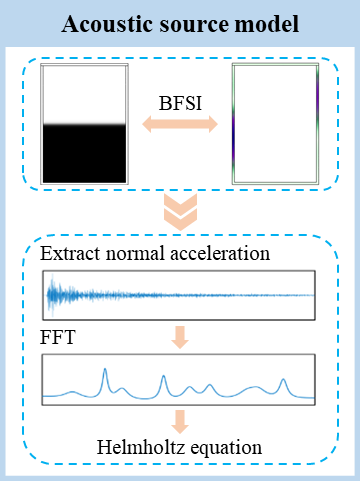 Acoustic source model
BFSI
Extract normal acceleration
FFT
Helmholtz equation